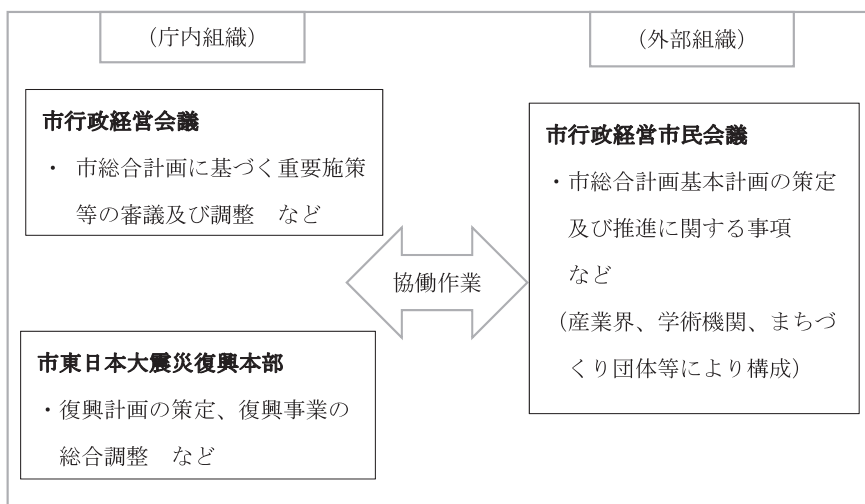 （庁内組織）
市行政経営会議
・　市総合計画に基づく重要施策
等の審議及び調整　など
市東日本大震災復興本部
・復興計画の策定、復興事業の
総合調整　など
協働作業
（外部組織）
市行政経営市民会議
・市総合計画基本計画の策定
及び推進に関する事項
など
（産業界、学術機関、まちづ
くり団体等により構成）